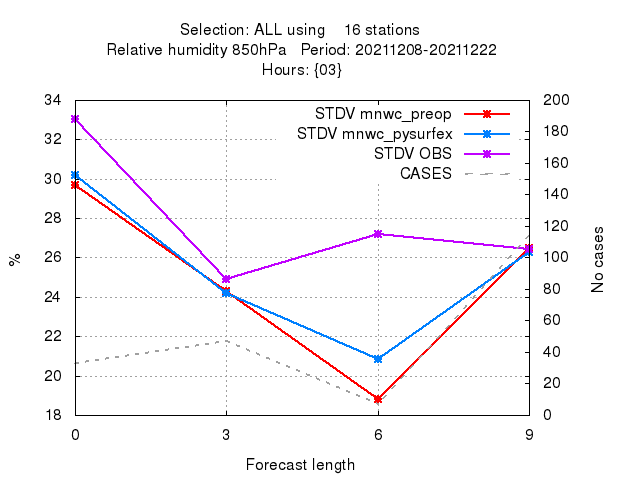 Selection: ALL using    16 stations
Relative humidity 850hPa   Period: 20211208-20211222
Hours: {03}
STDV mnwc_preop
STDV mnwc_pysurfex
STDV OBS
CASES
34
32
30
28
26
24
22
20
18
200
180
160
140
120
100
80
60
40
20
0
%
No cases
0
3
6
9
Forecast length